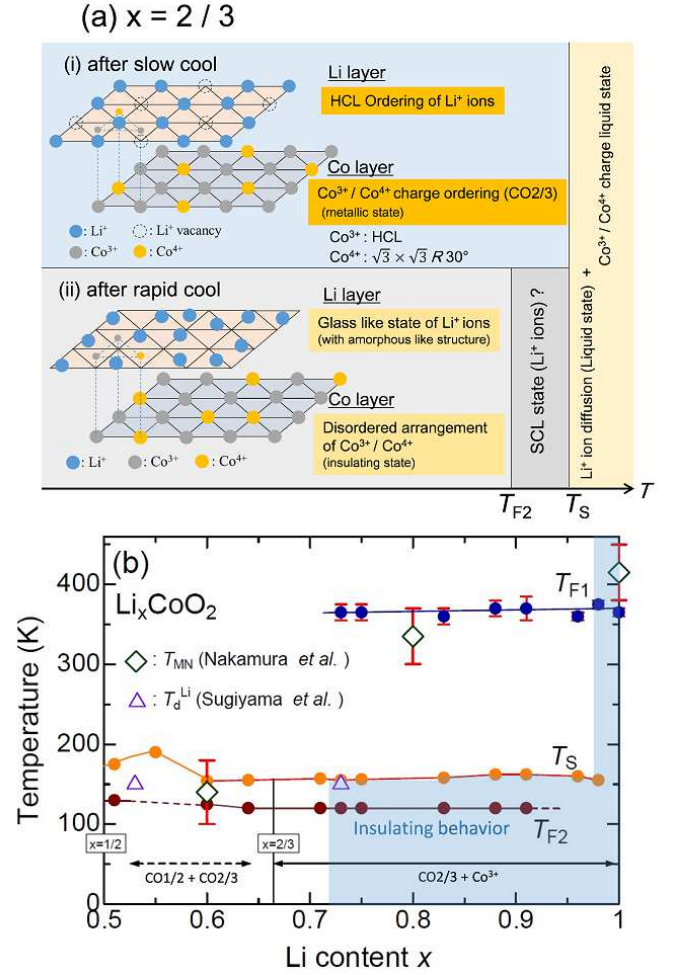 (a) x = 2 / 3
(i) after slow cool
Li layer
HCL Ordering of Li⁺ ions
Co layer
Co³⁺ / Co⁴⁺ charge ordering (CO2/3)
(metallic state)
Co³⁺ : HCL
Co⁴⁺ : √3 × √3 R 30°
: Li⁺
: Li⁺ vacancy
: Co³⁺
: Co⁴⁺
(ii) after rapid cool
Li layer
Glass like state of Li⁺ ions
(with amorphous like structure)
Co layer
Disordered arrangement
of Co³⁺ / Co⁴⁺
(insulating state)
: Li⁺
: Co³⁺
: Co⁴⁺
SCL state (Li⁺ ions) ?
Li⁺ ion diffusion (Liquid state) +
Co³⁺ / Co⁴⁺ charge liquid state
T_F2
T_S
T
(b)
LiₓCoO₂
: T_MN (Nakamura et al. )
: T_d^Li (Sugiyama et al. )
T_F1
T_S
T_F2
Insulating behavior
x=1/2
x=2/3
CO1/2 + CO2/3
CO2/3 + Co³⁺
Temperature (K)
400
300
200
100
0
0.5
0.6
0.7
0.8
0.9
1
Li content x